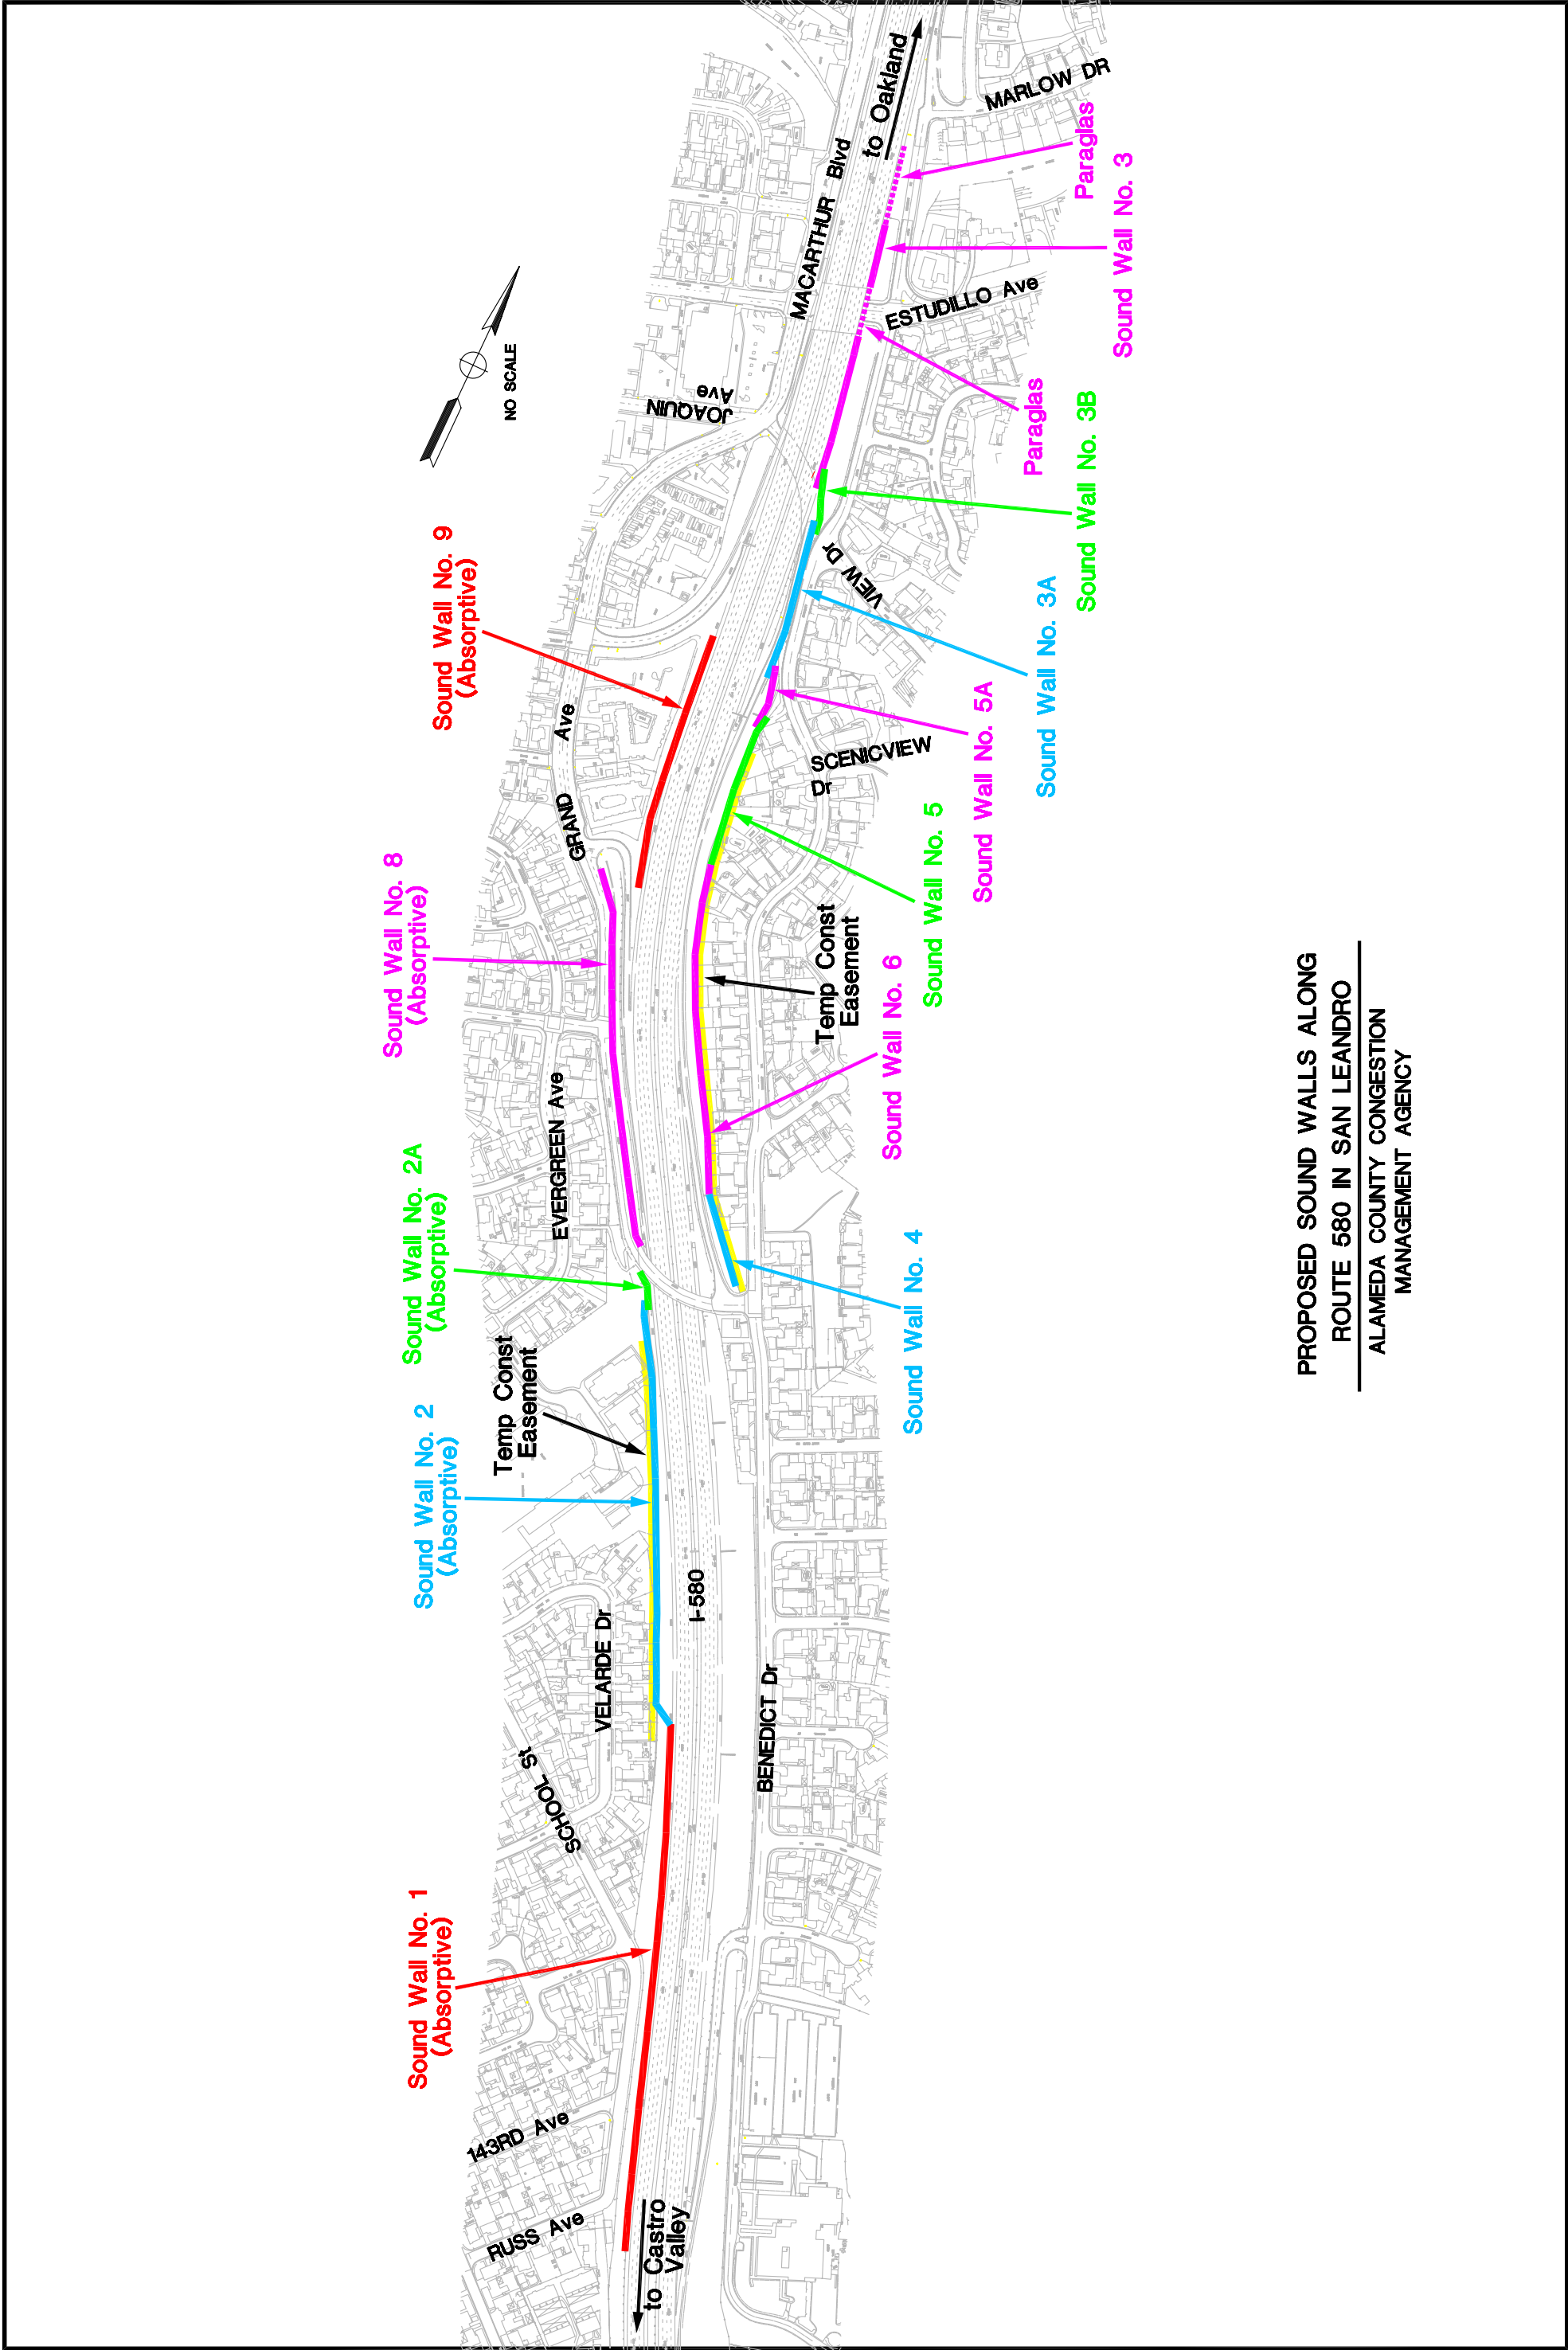 MARLOW DR
to Oakland
Paraglas
Sound Wall No. 3
MACARTHUR Blvd
ESTUDILLO Ave
NO SCALE
JOAQUIN
Ave
Paraglas
Sound Wall No. 3B
VIEW Dr
Sound Wall No. 9
(Absorptive)
Sound Wall No. 3A
Sound Wall No. 5A
SCENICVIEW
Dr
GRAND Ave
Sound Wall No. 5
Sound Wall No. 8
(Absorptive)
Temp Const
Easement
Sound Wall No. 6
EVERGREEN Ave
Sound Wall No. 2A
(Absorptive)
Sound Wall No. 4
Temp Const
Easement
Sound Wall No. 2
(Absorptive)
I-580
VELARDE Dr
BENEDICT Dr
SCHOOL St
Sound Wall No. 1
(Absorptive)
143RD Ave
RUSS Ave
to Castro
Valley
PROPOSED SOUND WALLS ALONG
ROUTE 580 IN SAN LEANDRO
ALAMEDA COUNTY CONGESTION
MANAGEMENT AGENCY